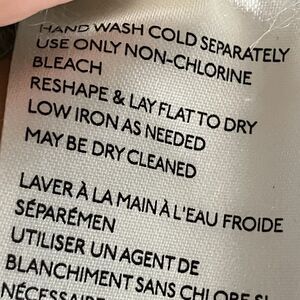 HAND WASH COLD SEPARATELY
USE ONLY NON-CHLORINE
BLEACH
RESHAPE & LAY FLAT TO DRY
LOW IRON AS NEEDED
MAY BE DRY CLEANED
LAVER À LA MAIN À L'EAU FROIDE
SÉPARÉMEN
UTILISER UN AGENT DE
BLANCHIMENT SANS CHLORE SI
NÉCESSAIRE